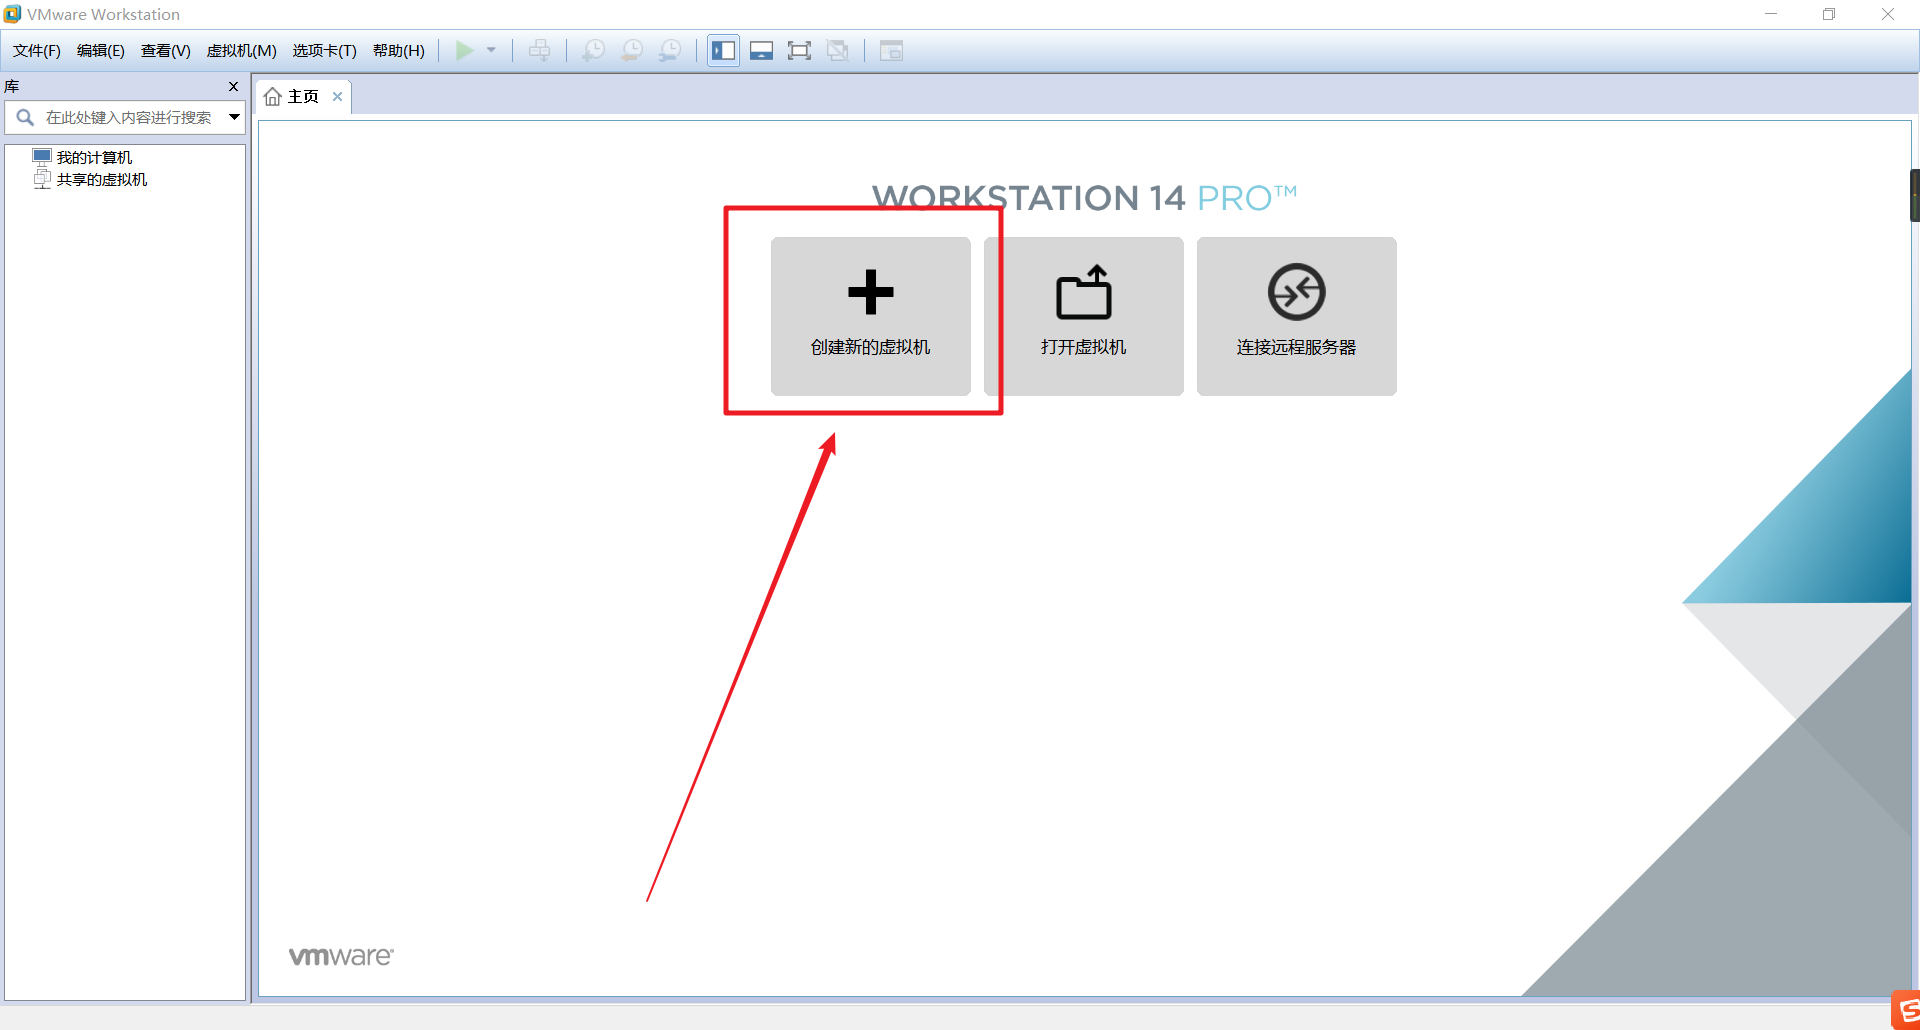 VMware Workstation
文件(F) 编辑(E) 查看(V) 虚拟机(M) 选项卡(T) 帮助(H)
库
主页
在此处键入内容进行搜索
我的计算机
共享的虚拟机
WORKSTATION 14 PRO™
创建新的虚拟机
打开虚拟机
连接远程服务器
vmware